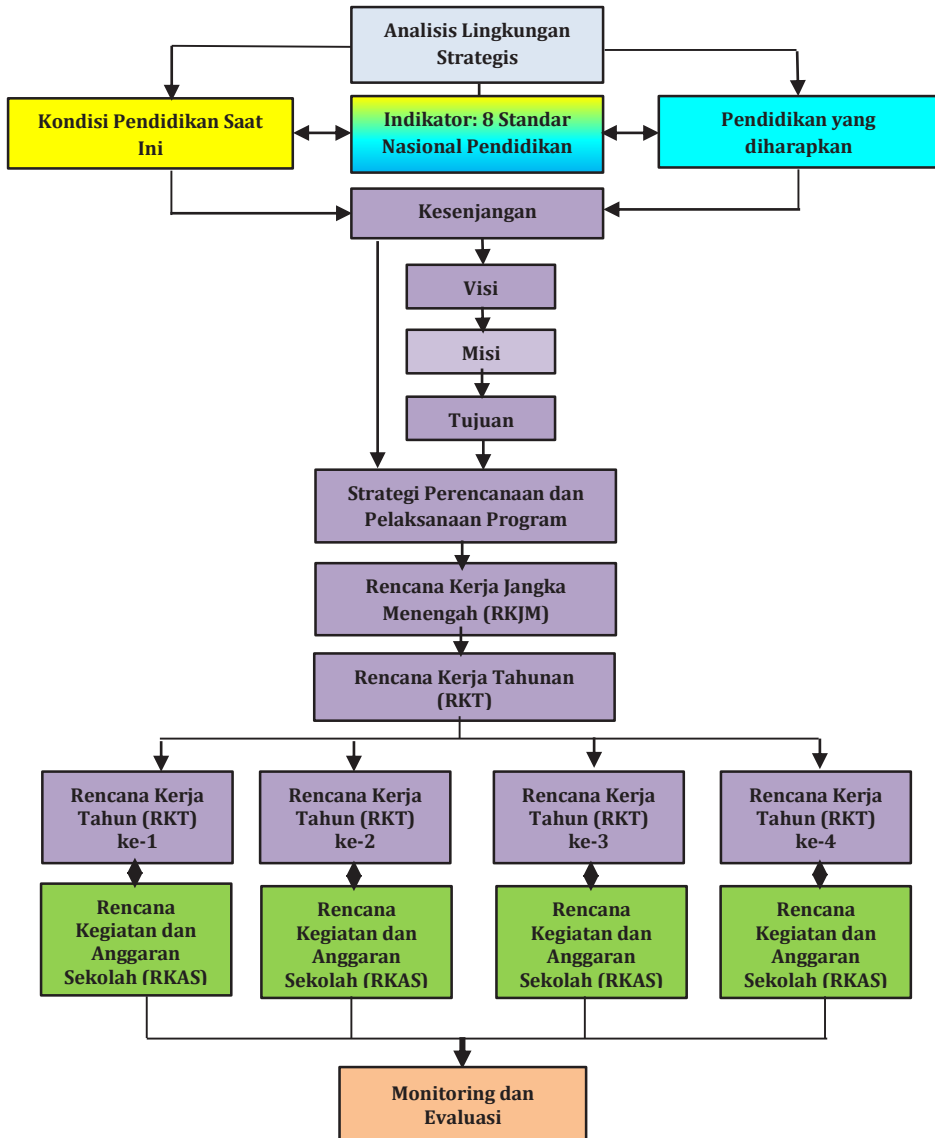 Analisis Lingkungan
Strategis
Kondisi Pendidikan Saat
Ini
Indikator: 8 Standar
Nasional Pendidikan
Pendidikan yang
diharapkan
Kesenjangan
Visi
Misi
Tujuan
Strategi Perencanaan dan
Pelaksanaan Program
Rencana Kerja Jangka
Menengah (RKJM)
Rencana Kerja Tahunan
(RKT)
Rencana Kerja
Tahun (RKT)
ke-1
Rencana Kerja
Tahun (RKT)
ke-2
Rencana Kerja
Tahun (RKT)
ke-3
Rencana Kerja
Tahun (RKT)
ke-4
Rencana
Kegiatan dan
Anggaran
Sekolah (RKAS)
Rencana
Kegiatan dan
Anggaran
Sekolah (RKAS)
Rencana
Kegiatan dan
Anggaran
Sekolah (RKAS)
Rencana
Kegiatan dan
Anggaran
Sekolah (RKAS)
Monitoring dan
Evaluasi